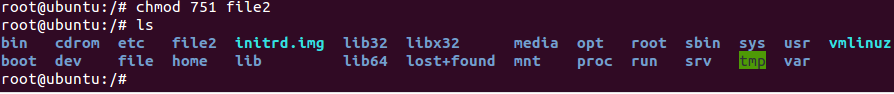 root@ubuntu:/# chmod 751 file2
root@ubuntu:/# ls
bin cdrom etc file2 initrd.img lib32 libx32 media opt root sbin sys usr vmlinuz
boot dev file home lib lib64 lost+found mnt proc run srv tmp var
root@ubuntu:/#